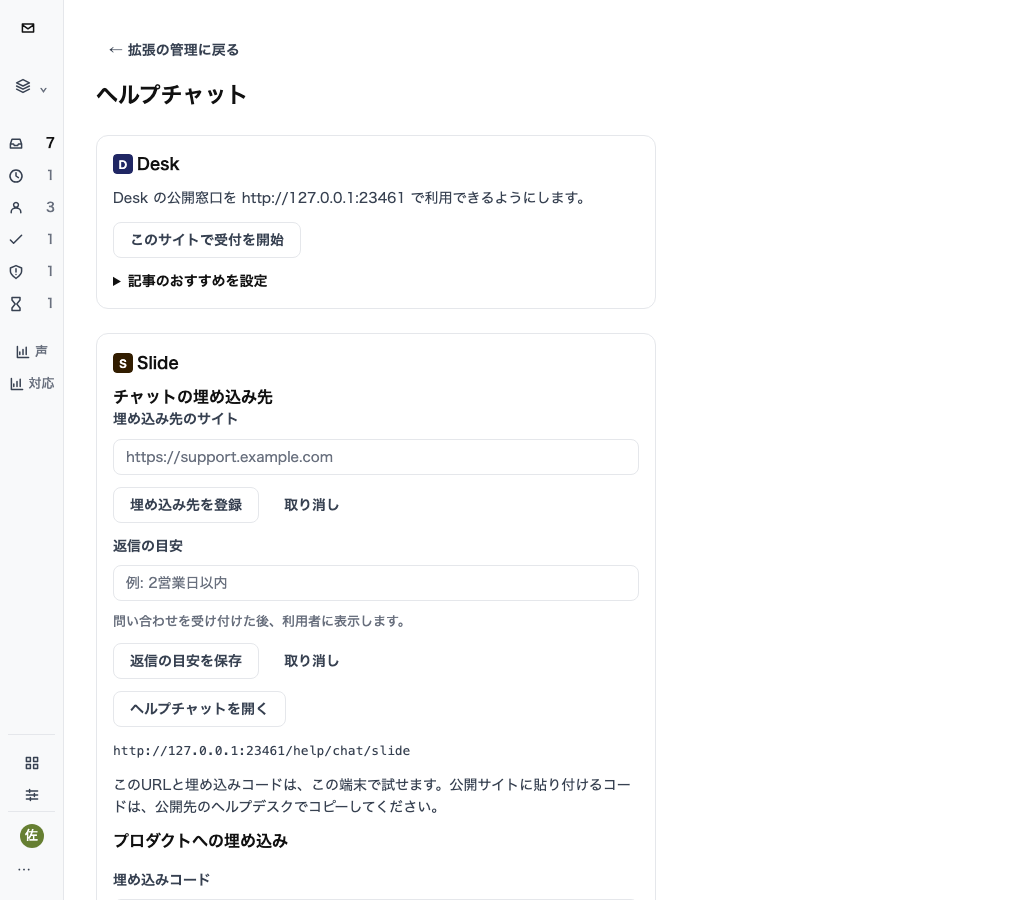 ← 拡張の管理に戻る
ヘルプチャット
7
1
3
1
1
1
声
対応
佐
...
D Desk
Desk の公開窓口を http://127.0.0.1:23461 で利用できるようにします。
このサイトで受付を開始
▶ 記事のおすすめを設定
S Slide
チャットの埋め込み先
埋め込み先のサイト
https://support.example.com
埋め込み先を登録 取り消し
返信の目安
例: 2営業日以内
問い合わせを受け付けた後、利用者に表示します。
返信の目安を保存 取り消し
ヘルプチャットを開く
http://127.0.0.1:23461/help/chat/slide
このURLと埋め込みコードは、この端末で試せます。公開サイトに貼り付けるコー
ドは、公開先のヘルプデスクでコピーしてください。
プロダクトへの埋め込み
埋め込みコード